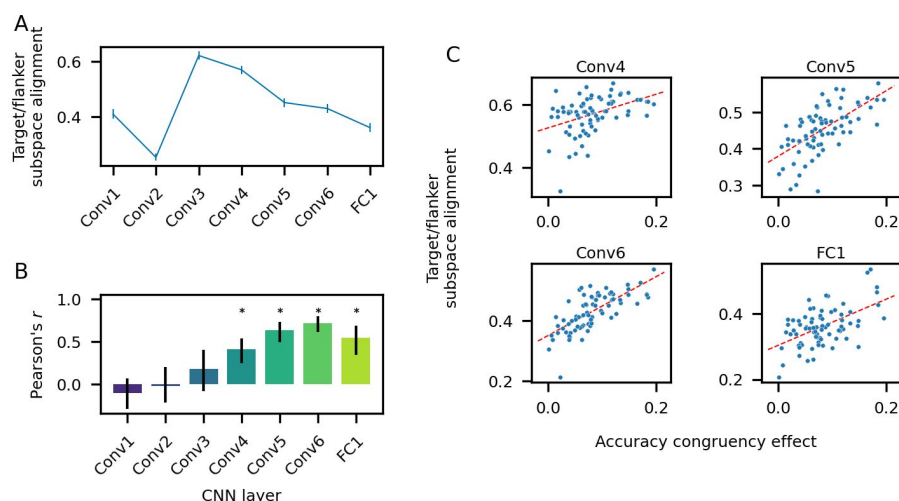 A
Target/flanker
subspace alignment
0.6
0.4
Conv1
Conv2
Conv3
Conv4
Conv5
Conv6
FC1
B
Pearson's r
1.0
0.5
0.0
*
*
*
*
Conv1
Conv2
Conv3
Conv4
Conv5
Conv6
FC1
CNN layer
C
Target/flanker
subspace alignment
Conv4
0.6
0.4
0.0
0.2
Conv5
0.5
0.4
0.3
0.0
0.2
Conv6
0.4
0.2
0.0
0.2
FC1
0.4
0.2
0.0
0.2
Accuracy congruency effect